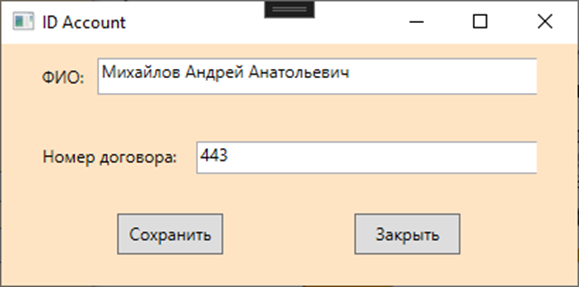 ID Account
ФИО: Михайлов Андрей Анатольевич
Номер договора: 443
Сохранить Закрыть